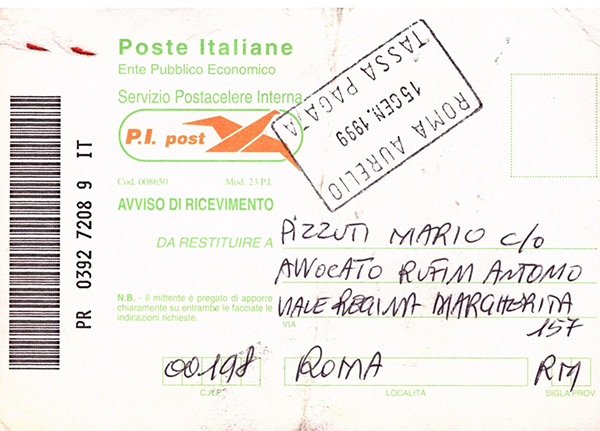 Poste Italiane
Ente Pubblico Economico
Servizio Postacelere Interna
P.I. post
ROMA AURELIO
15 GEN. 1999
TASSA PAGATA
Cod. 008650 Mod. 23 P.I.
AVVISO DI RICEVIMENTO
DA RESTITUIRE A
PIZZUTI MARIO c/o
AVVOCATO RUFINI ANTONIO
VIALE REGINA MARGHERITA
157
N.B. - Il mittente è pregato di apporre
chiaramente su entrambe le facciate le
indicazioni richieste.
VIA
00198 ROMA RM
C.A.P. LOCALITÀ SIGLA PROV.
PR 0392 7208 9 IT